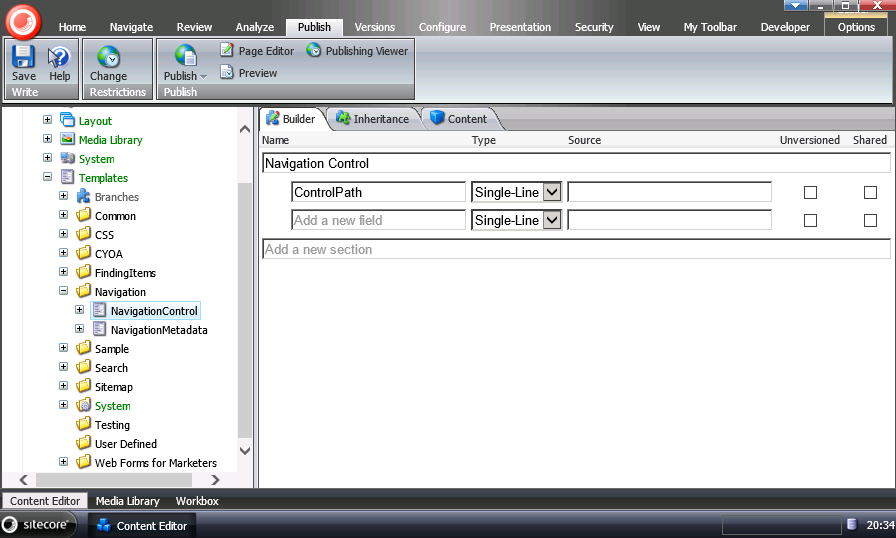 Home Navigate Review Analyze Publish Versions Configure Presentation Security View My Toolbar Developer Options
Save Help Change Publish Page Editor Publishing Viewer
Preview
Write Restrictions Publish
Layout
Media Library
System
Templates
Branches
Common
CSS
CYOA
FindingItems
Navigation
NavigationControl
NavigationMetadata
Sample
Search
Sitemap
System
Testing
User Defined
Web Forms for Marketers
Builder Inheritance Content
Name Type Source Unversioned Shared
Navigation Control
ControlPath Single-Line
Add a new field Single-Line
Add a new section
Content Editor Media Library Workbox
sitecore Content Editor 20:34